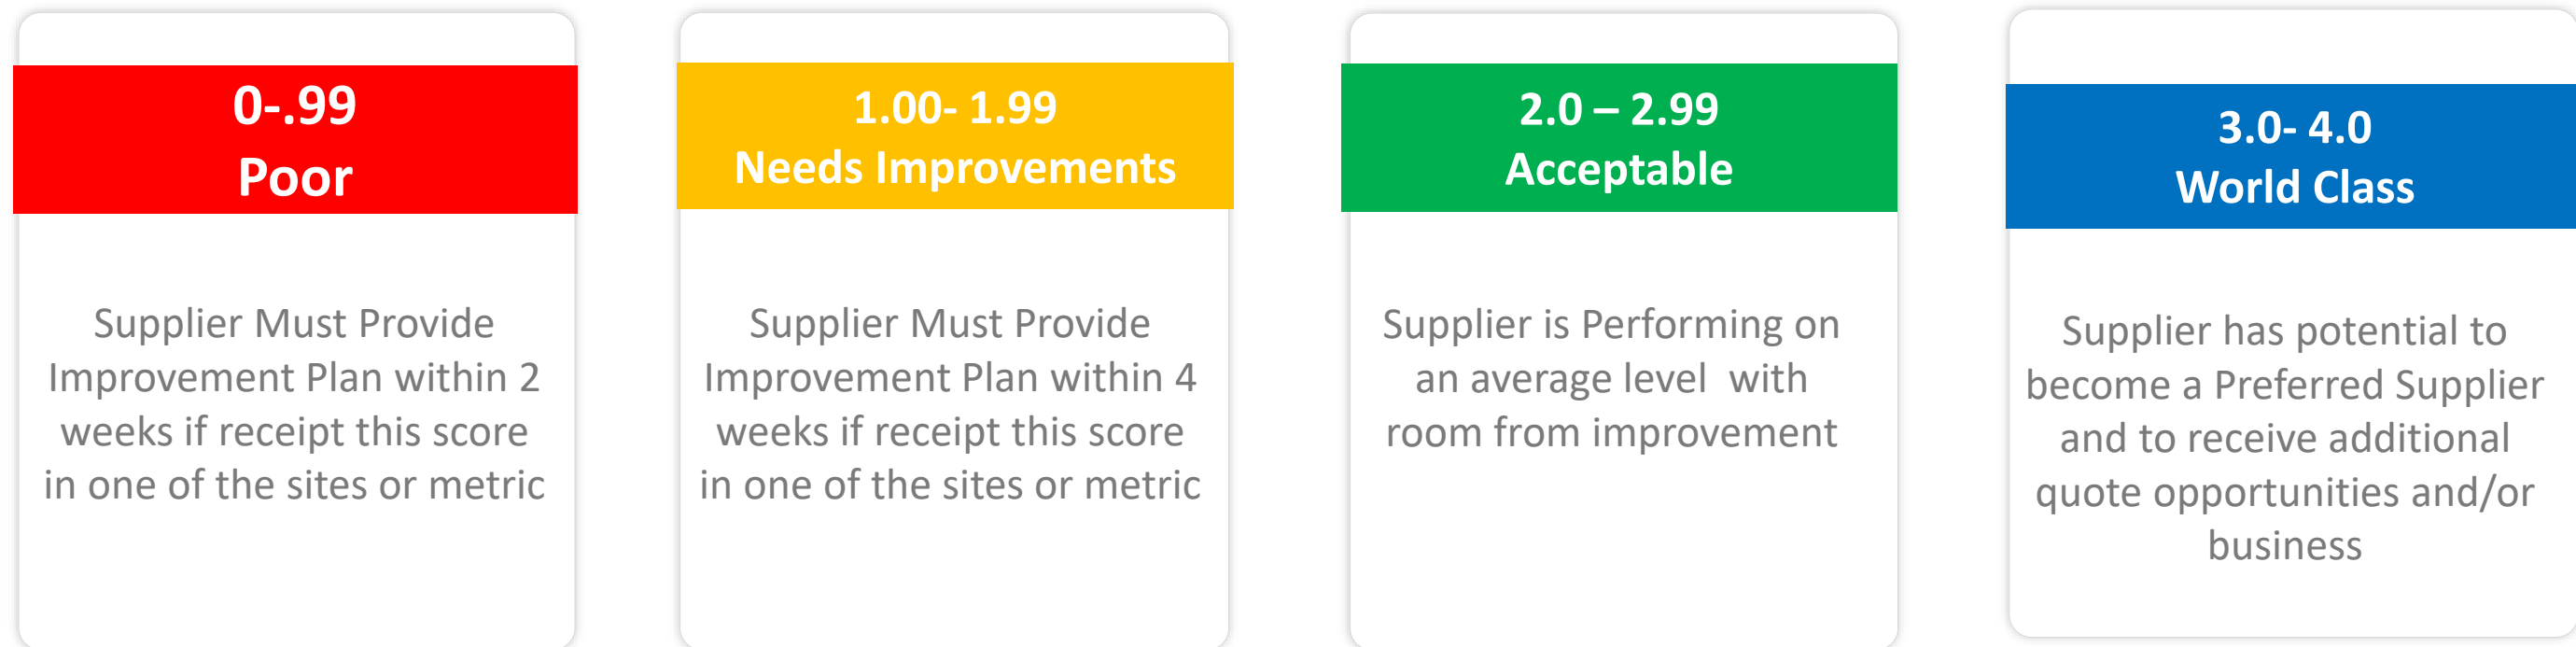 0-.99
Poor
Supplier Must Provide
Improvement Plan within 2
weeks if receipt this score
in one of the sites or metric
1.00- 1.99
Needs Improvements
Supplier Must Provide
Improvement Plan within 4
weeks if receipt this score
in one of the sites or metric
2.0 – 2.99
Acceptable
Supplier is Performing on
an average level  with
room from improvement
3.0- 4.0
World Class
Supplier has potential to
become a Preferred Supplier
and to receive additional
quote opportunities and/or
business